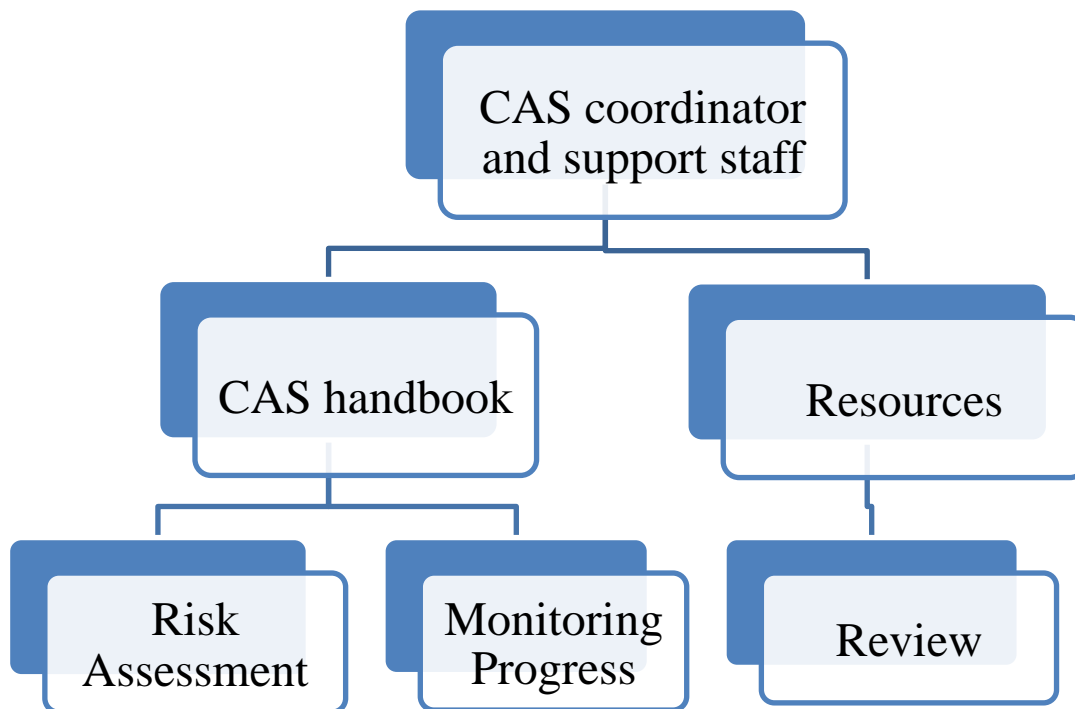 CAS coordinator
and support staff
CAS handbook
Resources
Risk
Assessment
Monitoring
Progress
Review